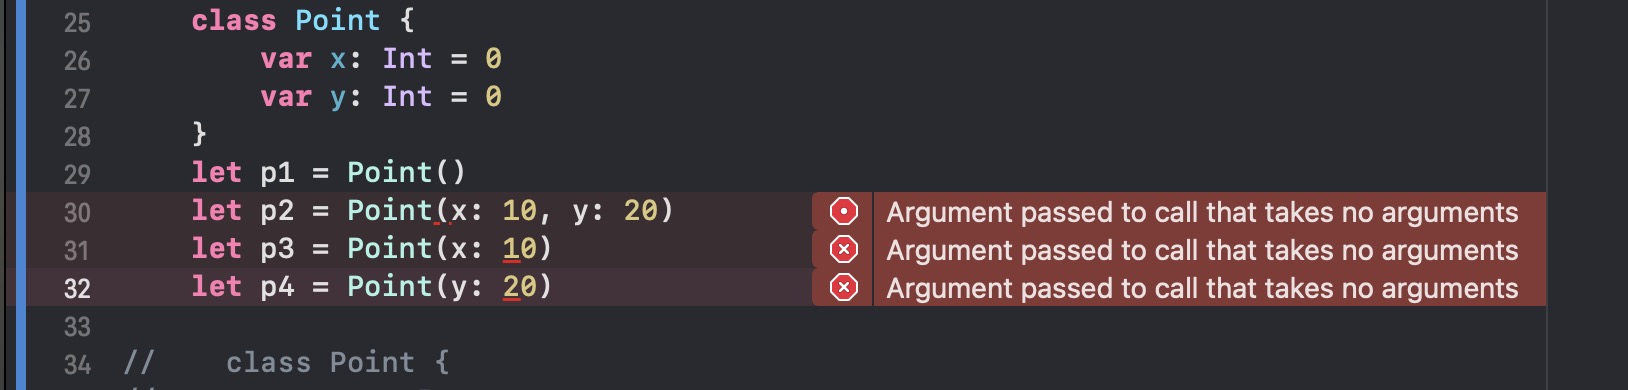 25 class Point {
26 var x: Int = 0
27 var y: Int = 0
28 }
29 let p1 = Point()
30 let p2 = Point(x: 10, y: 20) Argument passed to call that takes no arguments
31 let p3 = Point(x: 10) Argument passed to call that takes no arguments
32 let p4 = Point(y: 20) Argument passed to call that takes no arguments
33
34 // class Point {